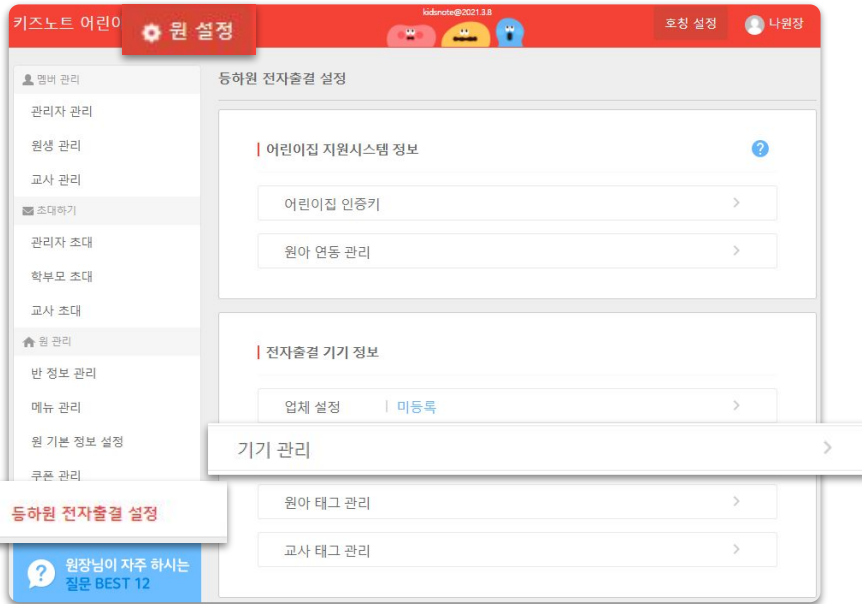 키즈노트 어린이
원 설정
kidsnote@2021.3.8
호칭 설정
나원장
멤버 관리
관리자 관리
원생 관리
교사 관리
초대하기
관리자 초대
학부모 초대
교사 초대
원 관리
반 정보 관리
메뉴 관리
원 기본 정보 설정
쿠폰 관리
등하원 전자출결 설정
원장님이 자주 하시는
질문 BEST 12
등하원 전자출결 설정
어린이집 지원시스템 정보
어린이집 인증키
원아 연동 관리
전자출결 기기 정보
업체 설정 | 미등록
기기 관리
원아 태그 관리
교사 태그 관리